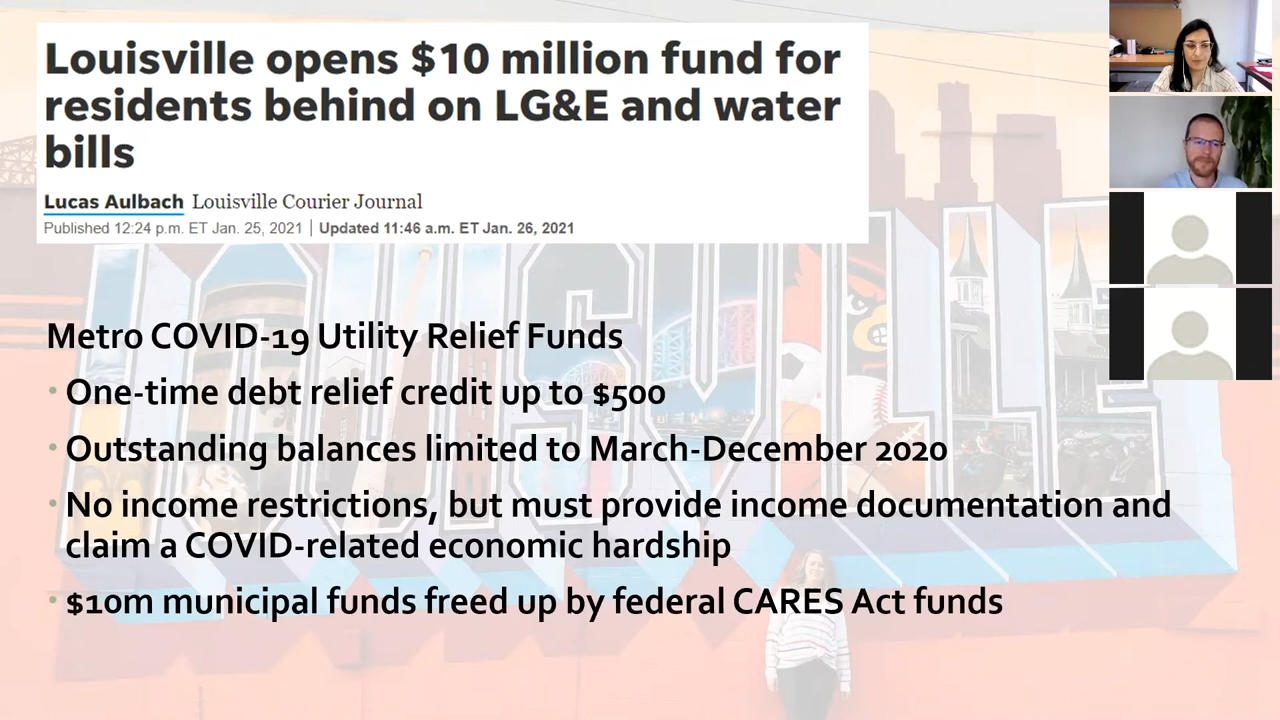 Louisville opens $10 million fund for
residents behind on LG&E and water
bills
Lucas Aulbach Louisville Courier Journal
Published 12:24 p.m. ET Jan. 25, 2021 | Updated 11:46 a.m. ET Jan. 26, 2021
LOUISVILLE
Metro COVID-19 Utility Relief Funds
• One-time debt relief credit up to $500
• Outstanding balances limited to March-December 2020
• No income restrictions, but must provide income documentation and
claim a COVID-related economic hardship
• $10m municipal funds freed up by federal CARES Act funds